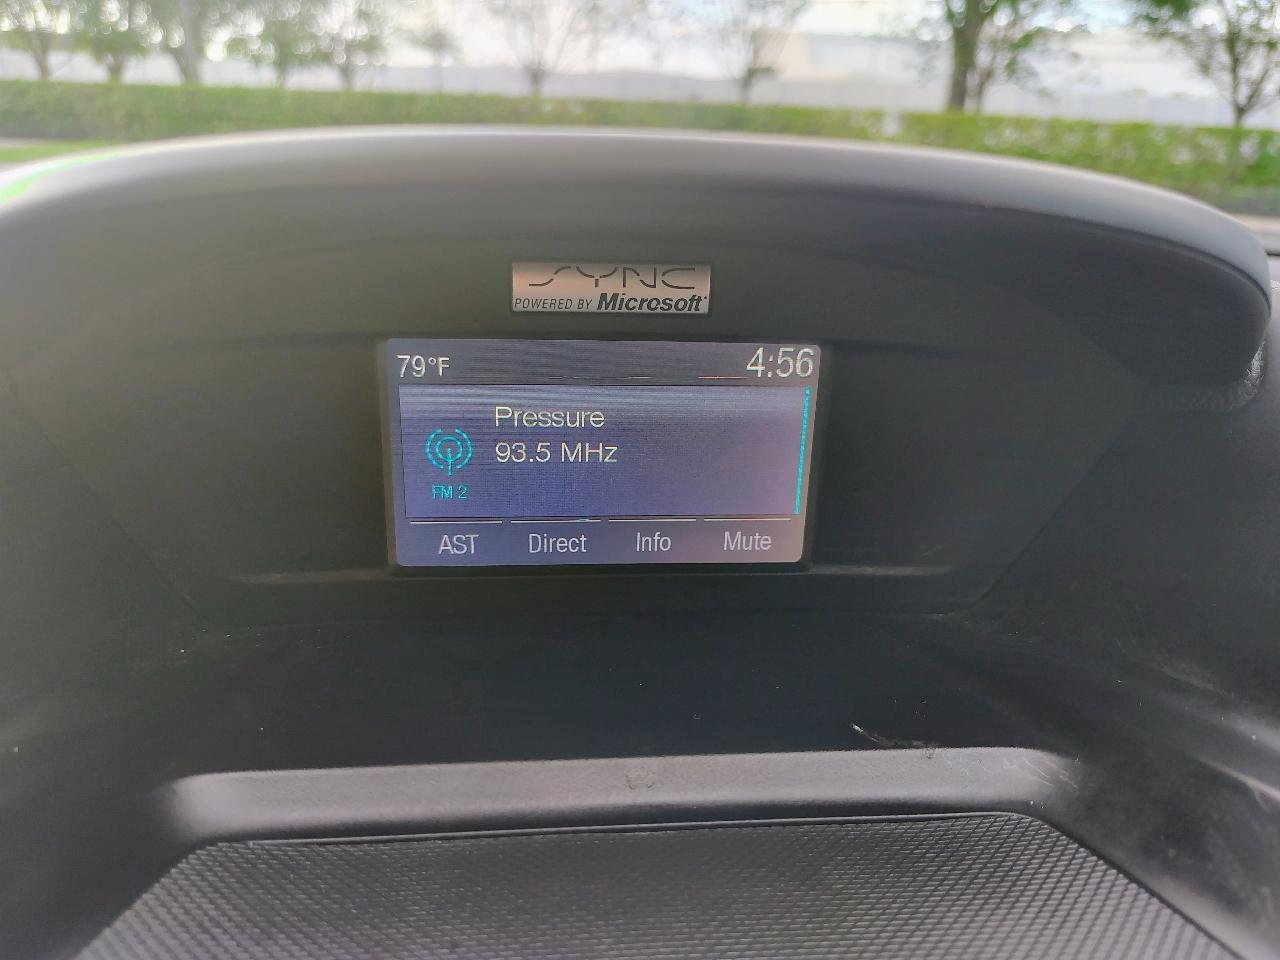 SYNC
POWERED BY Microsoft
79°F 4:56
Pressure
93.5 MHz
FM 2
AST Direct Info Mute